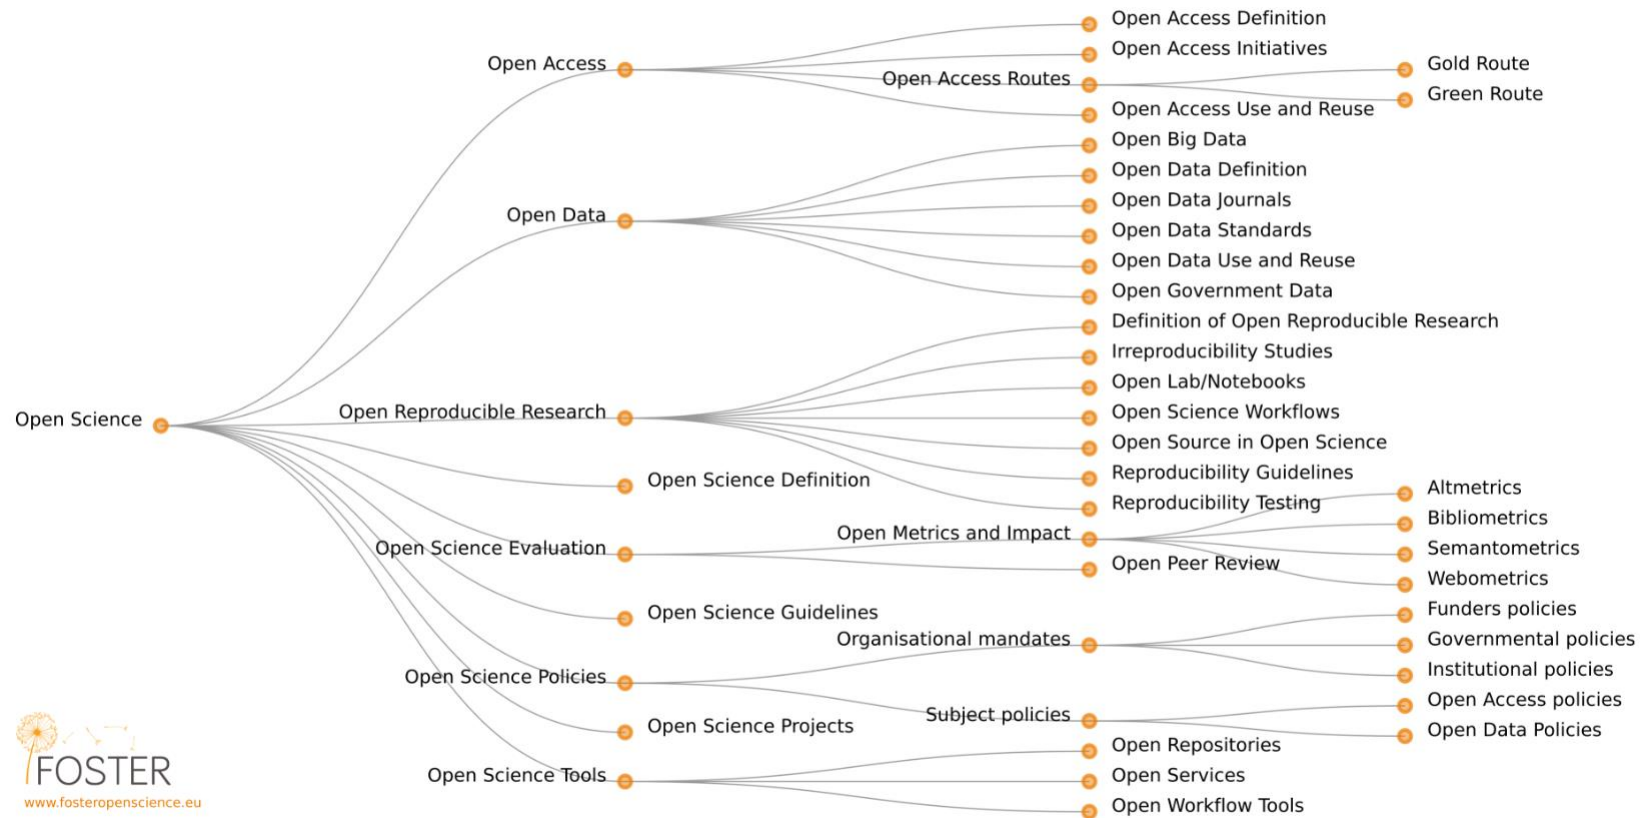 Open Science
Open Access
Open Access Definition
Open Access Initiatives
Open Access Routes
Gold Route
Green Route
Open Access Use and Reuse
Open Data
Open Big Data
Open Data Definition
Open Data Journals
Open Data Standards
Open Data Use and Reuse
Open Government Data
Open Reproducible Research
Definition of Open Reproducible Research
Irreproducibility Studies
Open Lab/Notebooks
Open Science Workflows
Open Source in Open Science
Reproducibility Guidelines
Reproducibility Testing
Open Science Definition
Open Science Evaluation
Open Metrics and Impact
Altmetrics
Bibliometrics
Semantometrics
Webometrics
Open Peer Review
Open Science Guidelines
Open Science Policies
Organisational mandates
Funders policies
Governmental policies
Institutional policies
Subject policies
Open Access policies
Open Data Policies
Open Science Projects
Open Science Tools
Open Repositories
Open Services
Open Workflow Tools
FOSTER
www.fosteropenscience.eu